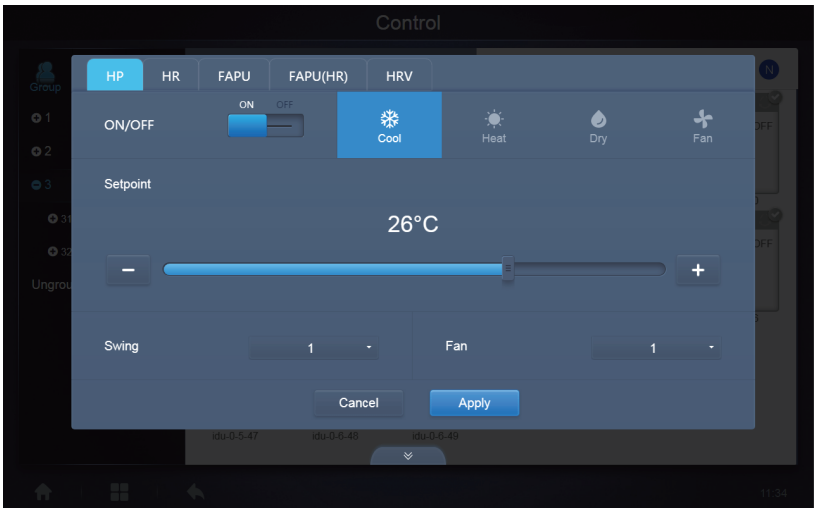 Control
HP HR FAPU FAPU(HR) HRV
N
Group
ON OFF
ON/OFF
Cool Heat Dry Fan
OFF
1
2
Setpoint
3
26°C
31
32
OFF
Ungrou
Swing 1 Fan 1
Cancel Apply
idu-0-5-47 idu-0-6-48 idu-0-6-49
11:34